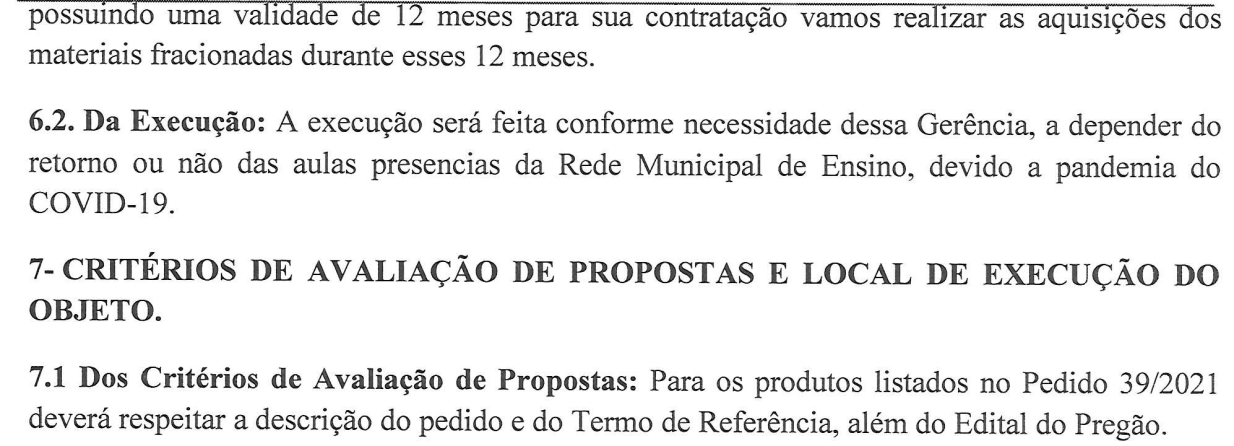 possuindo uma validade de 12 meses para sua contratação vamos realizar as aquisições dos
materiais fracionadas durante esses 12 meses.
6.2. Da Execução: A execução será feita conforme necessidade dessa Gerência, a depender do
retorno ou não das aulas presencias da Rede Municipal de Ensino, devido a pandemia do
COVID-19.
7- CRITÉRIOS DE AVALIAÇÃO DE PROPOSTAS E LOCAL DE EXECUÇÃO DO
OBJETO.
7.1 Dos Critérios de Avaliação de Propostas: Para os produtos listados no Pedido 39/2021
deverá respeitar a descrição do pedido e do Termo de Referência, além do Edital do Pregão.